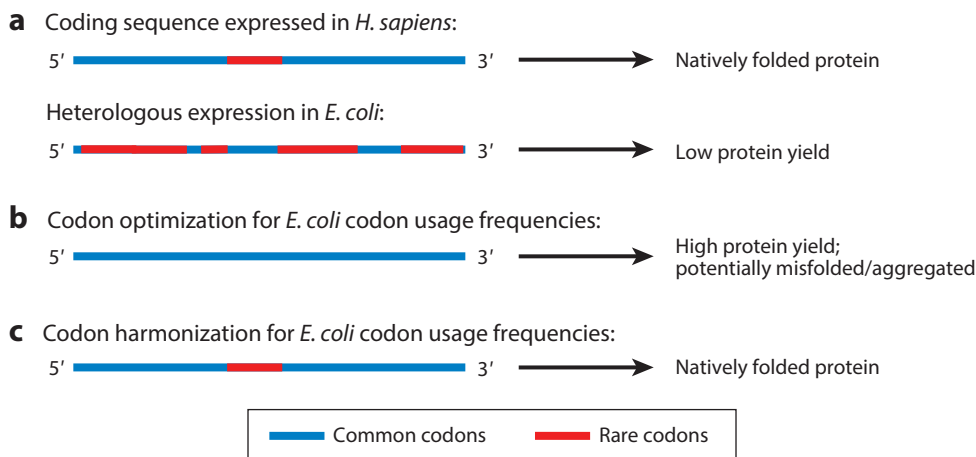 a Coding sequence expressed in H. sapiens:
5′ 3′ Natively folded protein
Heterologous expression in E. coli:
5′ 3′ Low protein yield
b Codon optimization for E. coli codon usage frequencies:
5′ 3′ High protein yield;
potentially misfolded/aggregated
c Codon harmonization for E. coli codon usage frequencies:
5′ 3′ Natively folded protein
Common codons Rare codons